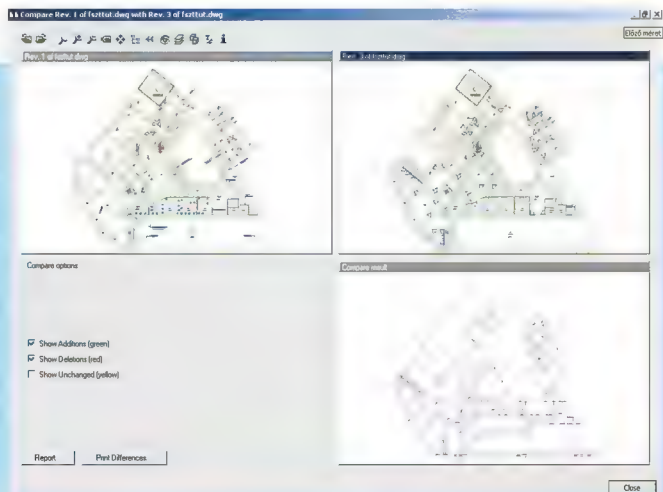 Compare Rev. 1 of fszttut.dwg with Rev. 3 of fszttut.dwg
Előző méret
Rev. 1 of fszttut.dwg
Rev. 3 of fszttut.dwg
Compare options
Compare result
Show Additions (green)
Show Deletions (red)
Show Unchanged (yellow)
Report
Print Differences
Close